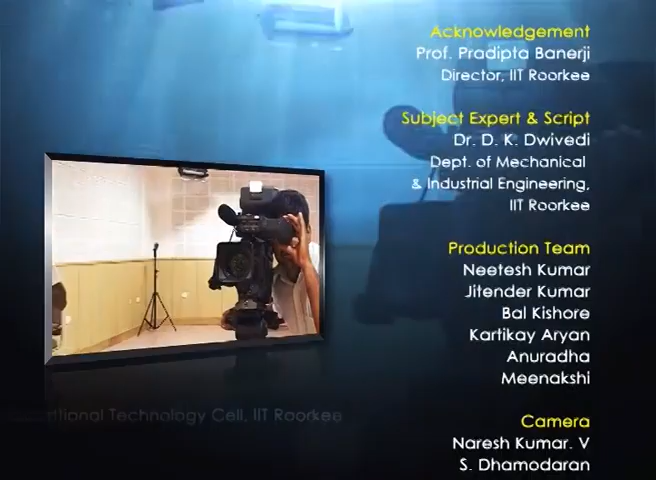 Acknowledgement
Prof. Pradipta Banerji
Director, IIT Roorkee
Subject Expert & Script
Dr. D. K. Dwivedi
Dept. of Mechanical
& Industrial Engineering,
IIT Roorkee
Production Team
Neetesh Kumar
Jitender Kumar
Bal Kishore
Kartikay Aryan
Anuradha
Meenakshi
Camera
Naresh Kumar. V
S. Dhamodaran
Technology Cell, IIT Roorkee